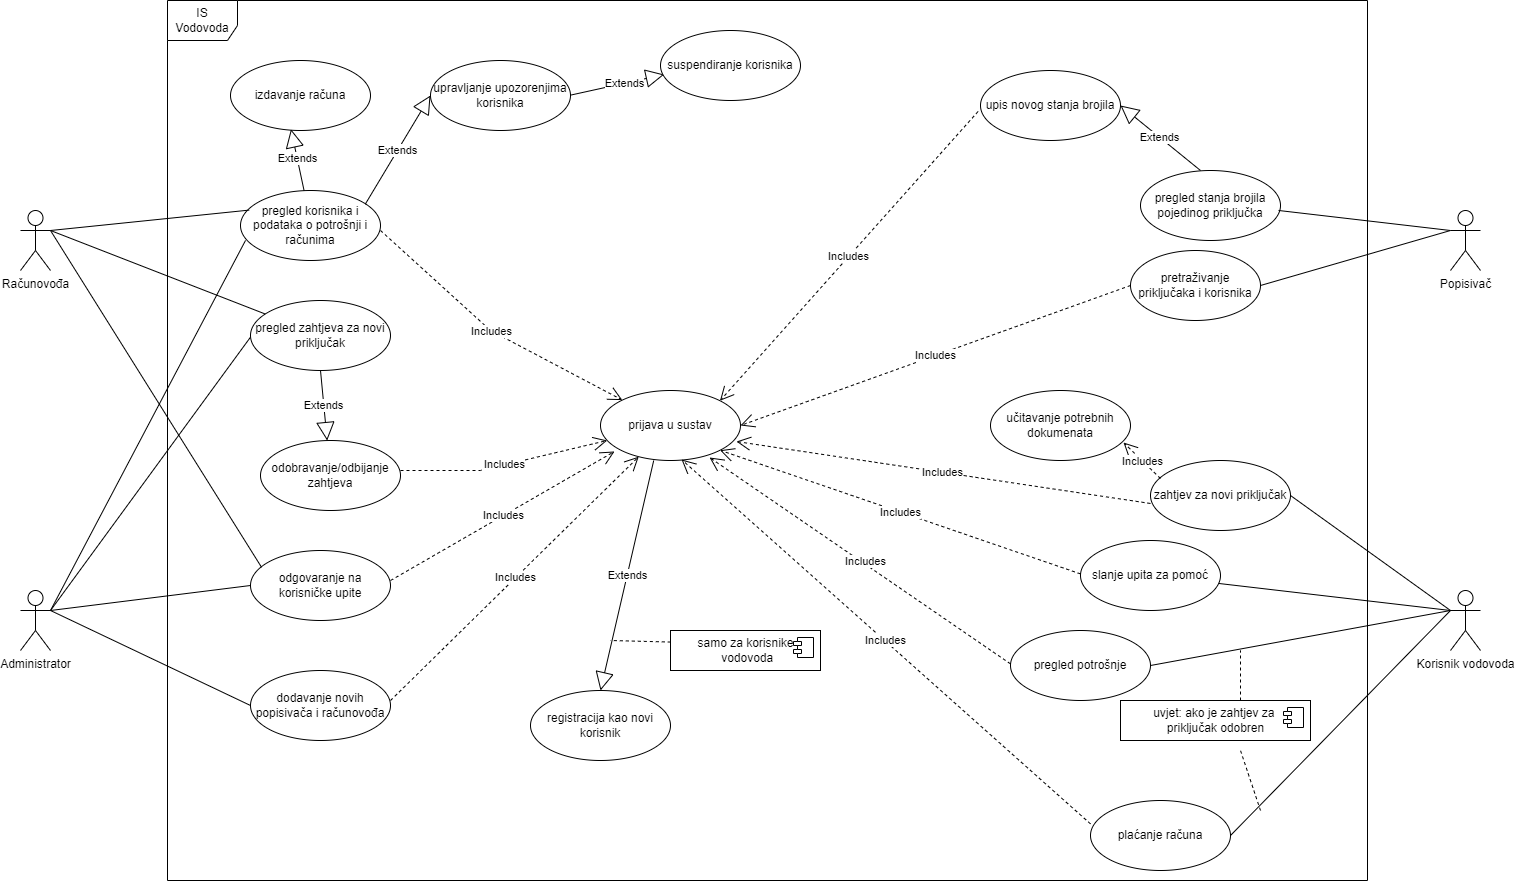 IS
Vodovoda
suspendiranje korisnika
izdavanje računa
upravljanje upozorenjima
korisnika
Extends
upis novog stanja brojila
Extends
Extends
Extends
pregled korisnika i
podataka o potrošnji i
računima
pregled stanja brojila
pojedinog priključka
Računovođa
Popisivač
Includes
pretraživanje
priključaka i korisnika
pregled zahtjeva za novi
priključak
Includes
Includes
Extends
prijava u sustav
učitavanje potrebnih
dokumenata
odobravanje/odbijanje
zahtjeva
Includes
Includes
Includes
zahtjev za novi priključak
Includes
Includes
odgovaranje na
korisničke upite
Includes
Extends
Includes
slanje upita za pomoć
Administrator
samo za korisnike
vodovoda
Includes
pregled potrošnje
Korisnik vodovoda
dodavanje novih
popisivača i računovođa
registracija kao novi
korisnik
uvjet: ako je zahtjev za
priključak odobren
plaćanje računa